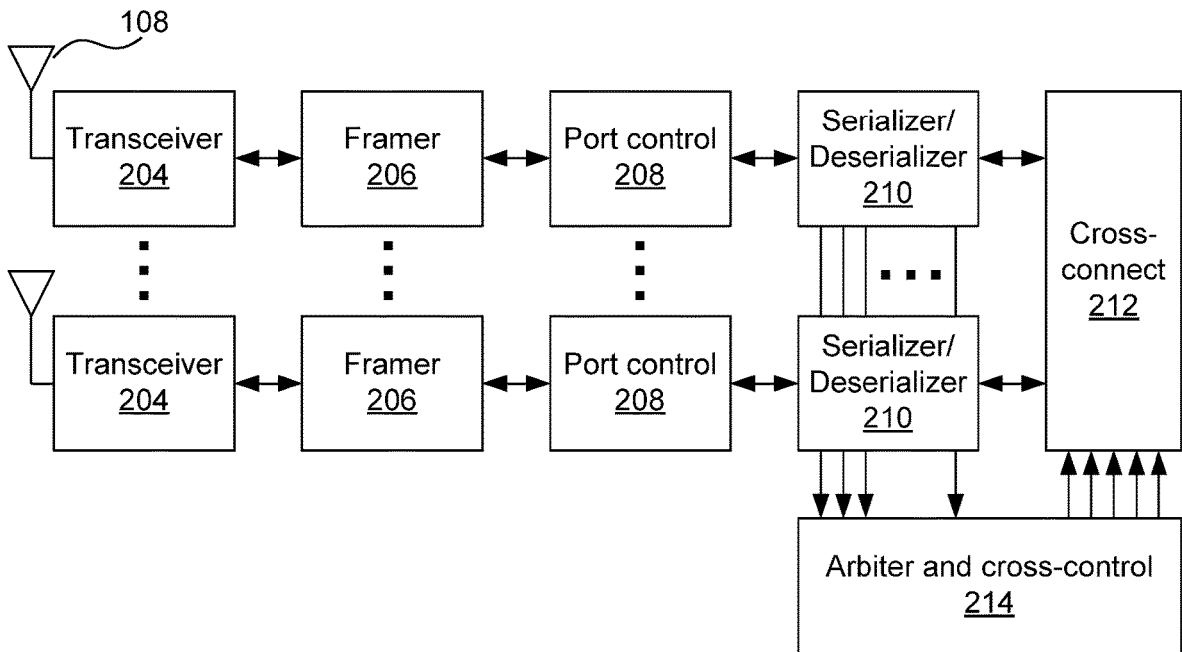 108
Transceiver
204
Framer
206
Port control
208
Serializer/
Deserializer
210
Cross-
connect
212
Transceiver
204
Framer
206
Port control
208
Serializer/
Deserializer
210
Arbiter and cross-control
214